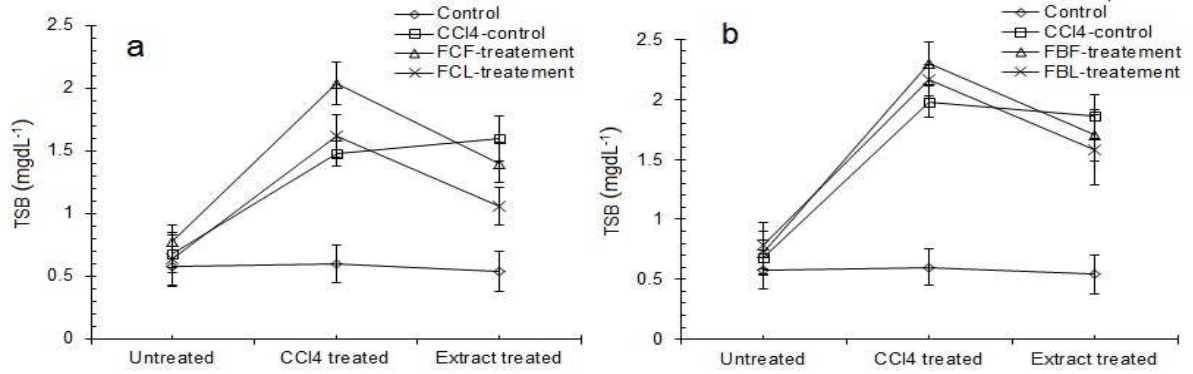 a
Control
CCl4-control
FCF-treatement
FCL-treatement
TSB (mgdL-1)
2.5
2
1.5
1
0.5
0
Untreated CCl4 treated Extract treated
b
Control
CCl4-control
FBF-treatement
FBL-treatement
TSB (mgdL-1)
2.5
2
1.5
1
0.5
0
Untreated CCl4 treated Extract treated